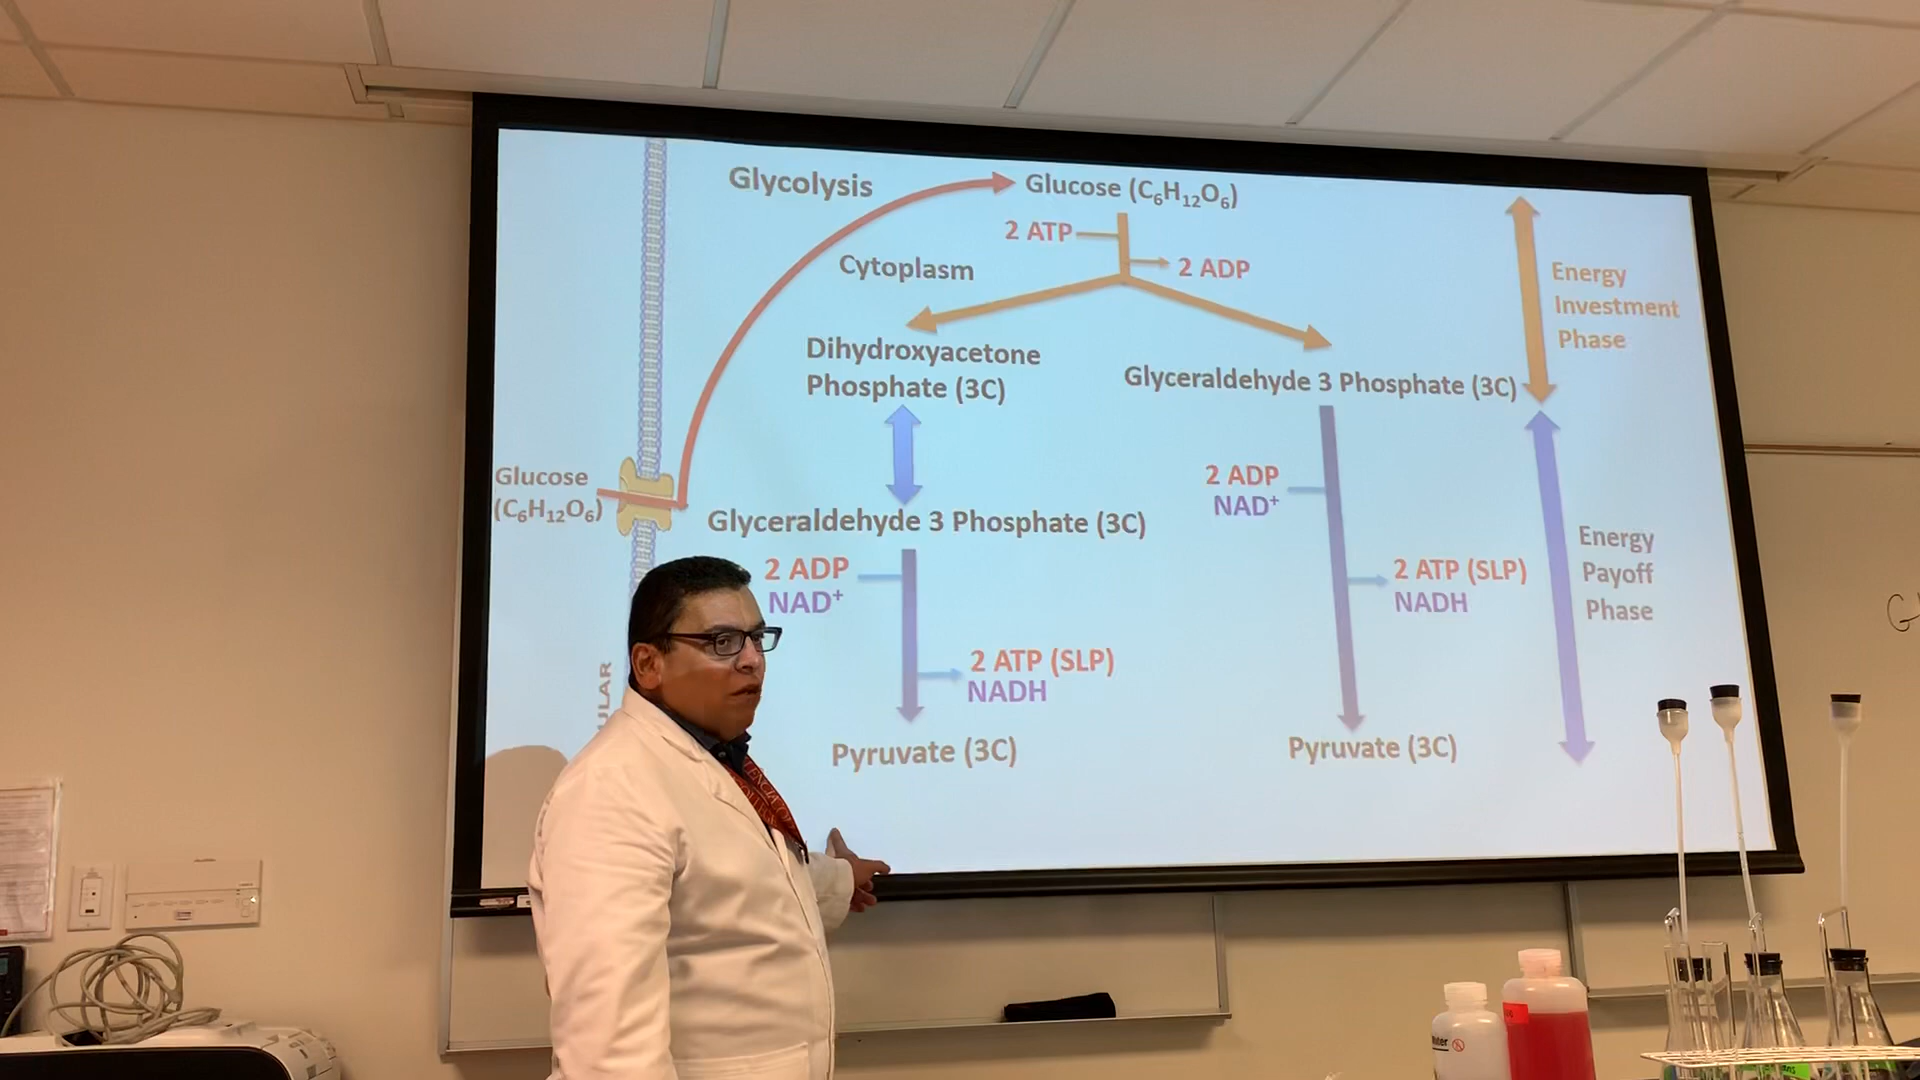 Glycolysis
Glucose (C₆H₁₂O₆)
2 ATP
2 ADP
Cytoplasm
Energy
Investment
Phase
Dihydroxyacetone
Phosphate (3C)
Glyceraldehyde 3 Phosphate (3C)
Glucose
(C₆H₁₂O₆)
Glyceraldehyde 3 Phosphate (3C)
2 ADP
NAD⁺
2 ADP
NAD⁺
2 ATP (SLP)
NADH
2 ATP (SLP)
NADH
Energy
Payoff
Phase
ULAR
Pyruvate (3C)
Pyruvate (3C)